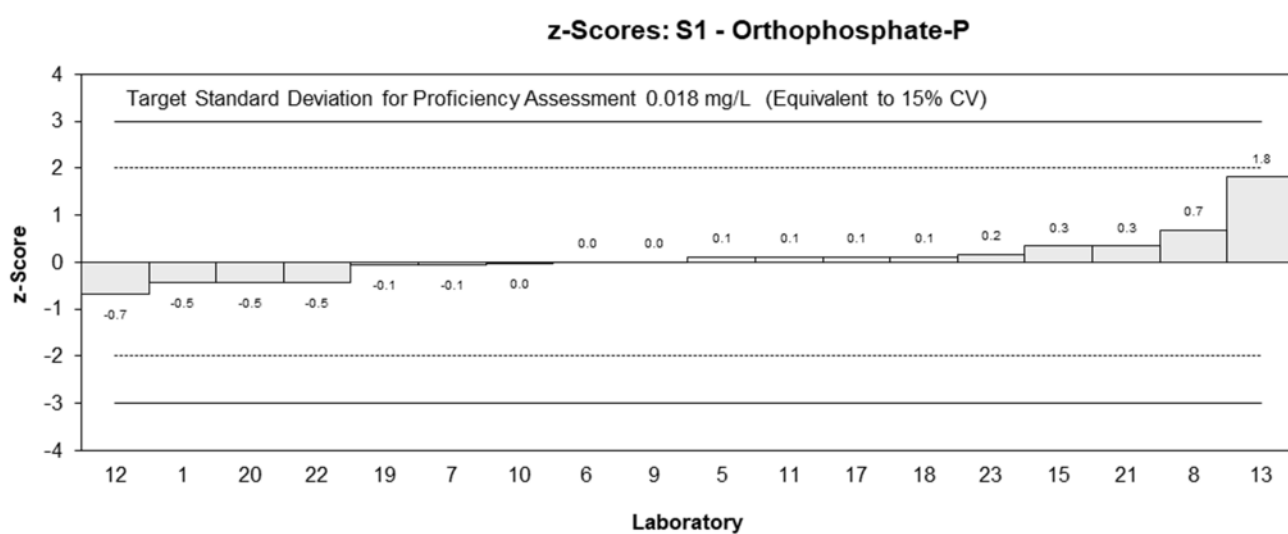 z-Scores: S1 - Orthophosphate-P
4
Target Standard Deviation for Proficiency Assessment 0.018 mg/L (Equivalent to 15% CV)
3
2
1.8
1
0.7
0.0 0.0 0.1 0.1 0.1 0.1 0.2 0.3 0.3
0
-0.7 -0.5 -0.5 -0.5 -0.1 -0.1 0.0
-1
-2
-3
-4
z-Score
12 1 20 22 19 7 10 6 9 5 11 17 18 23 15 21 8 13
Laboratory